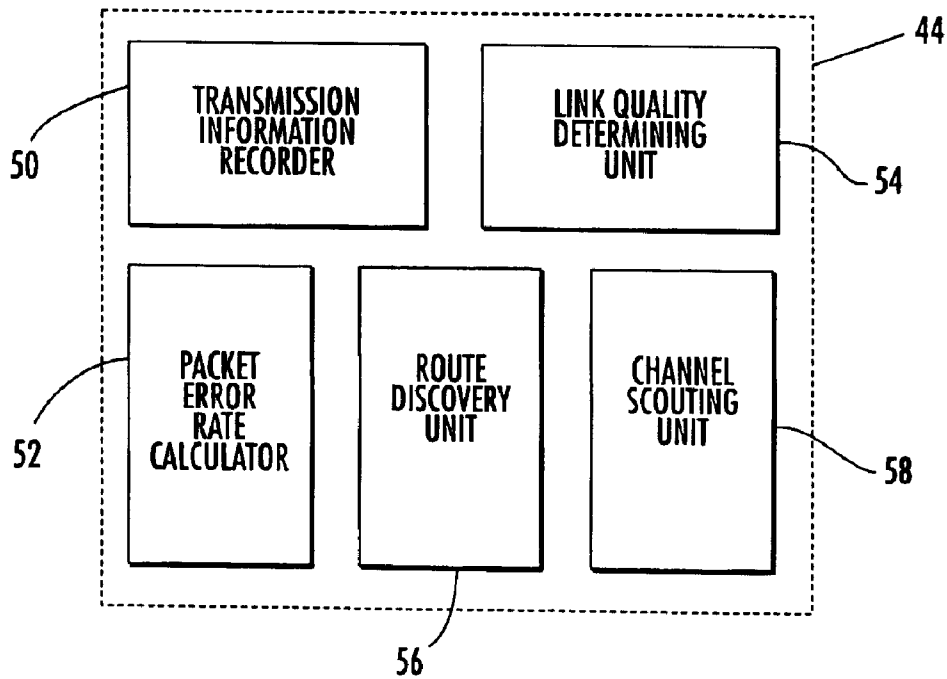 44
TRANSMISSION
INFORMATION
RECORDER
50
LINK QUALITY
DETERMINING
UNIT
54
PACKET
ERROR
RATE
CALCULATOR
52
ROUTE
DISCOVERY
UNIT
56
CHANNEL
SCOUTING
UNIT
58